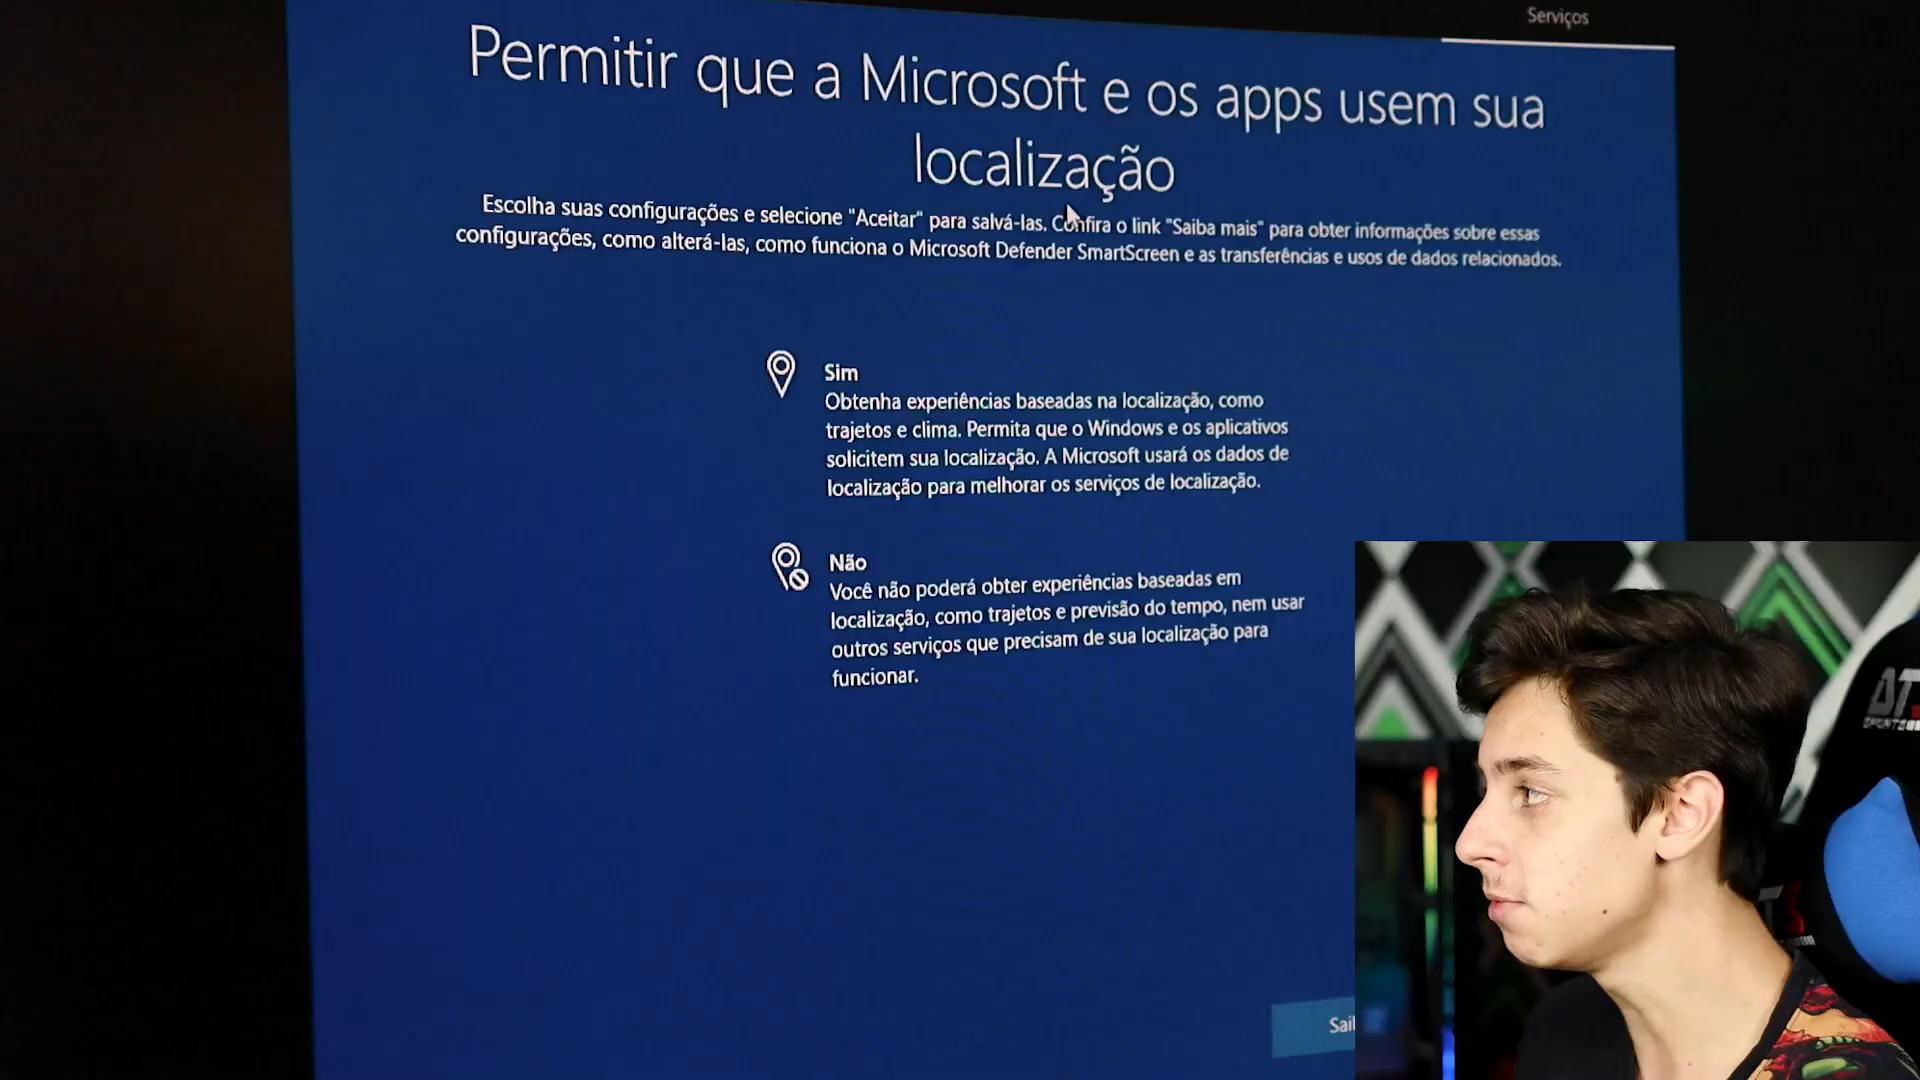 Serviços
Permitir que a Microsoft e os apps usem sua
localização
Escolha suas configurações e selecione "Aceitar" para salvá-las. Confira o link "Saiba mais" para obter informações sobre essas
configurações, como alterá-las, como funciona o Microsoft Defender SmartScreen e as transferências e usos de dados relacionados.
Sim
Obtenha experiências baseadas na localização, como
trajetos e clima. Permita que o Windows e os aplicativos
solicitem sua localização. A Microsoft usará os dados de
localização para melhorar os serviços de localização.
Não
Você não poderá obter experiências baseadas em
localização, como trajetos e previsão do tempo, nem usar
outros serviços que precisam de sua localização para
funcionar.